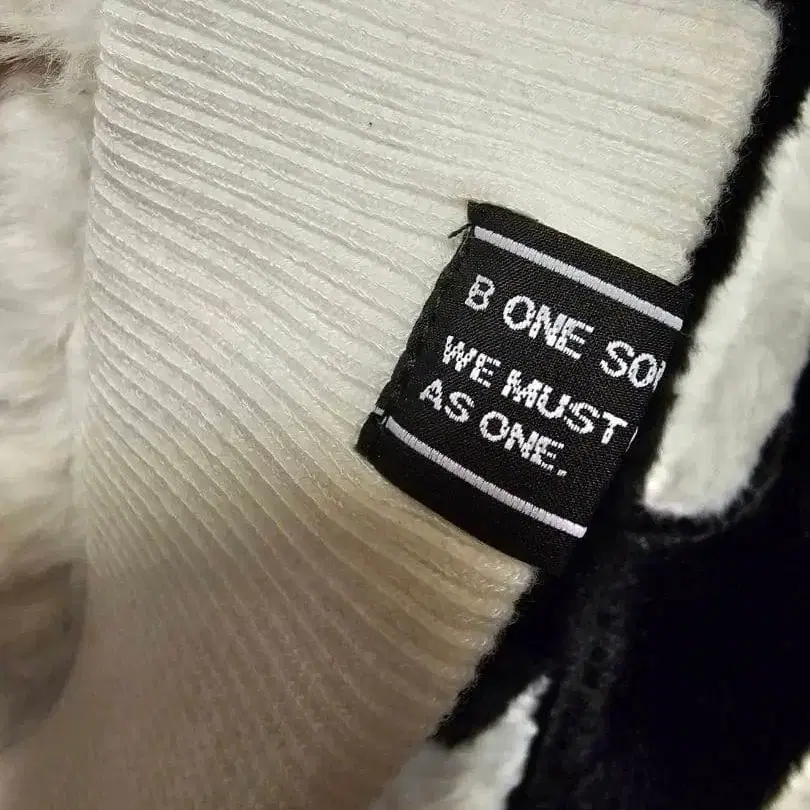 B ONE SO
WE MUST
AS ONE.